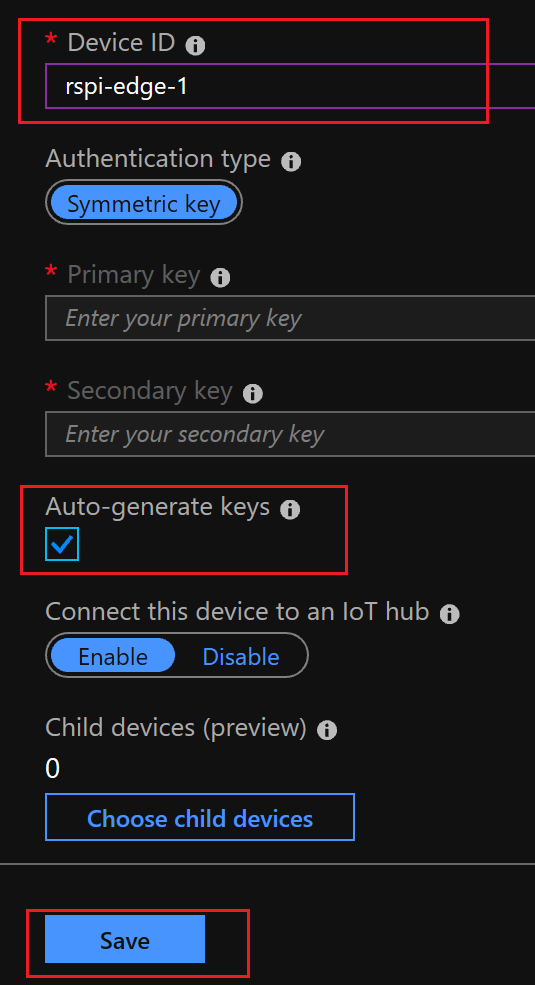 * Device ID
rspi-edge-1
Authentication type
Symmetric key
* Primary key
Enter your primary key
* Secondary key
Enter your secondary key
Auto-generate keys
Connect this device to an IoT hub
Enable Disable
Child devices (preview)
0
Choose child devices
Save